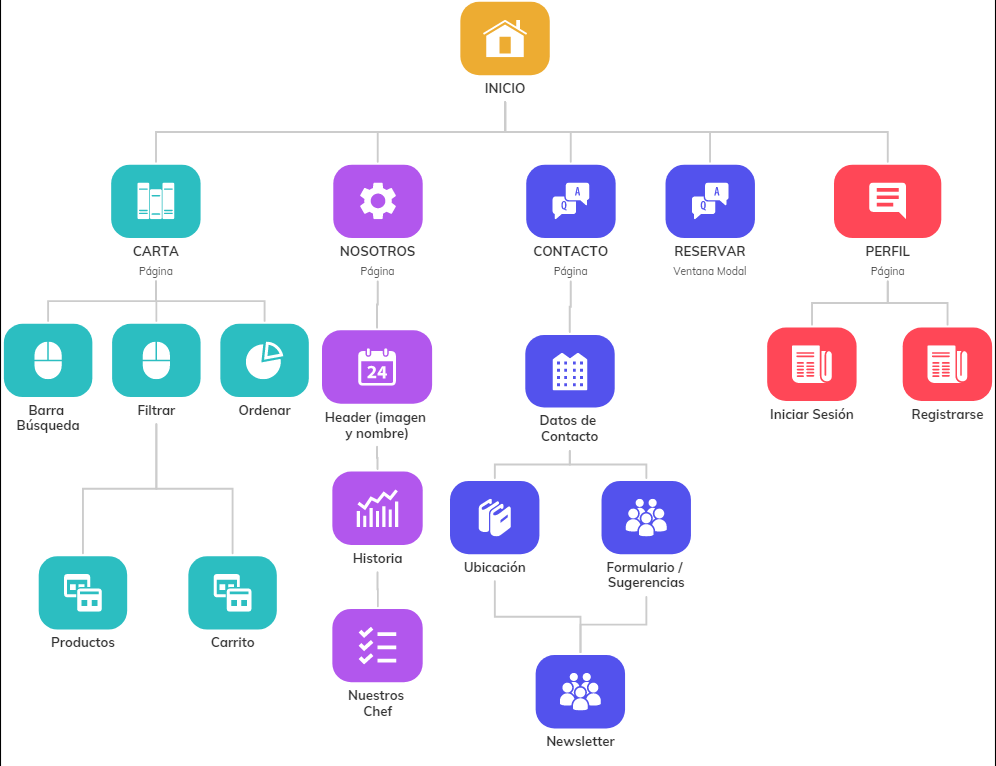 INICIO
CARTA
Página
NOSOTROS
Página
CONTACTO
Página
RESERVAR
Ventana Modal
PERFIL
Página
A
Q
A
Q
Barra
Búsqueda
Filtrar
Ordenar
24
Header (imagen
y nombre)
Datos de
Contacto
Iniciar Sesión
Registrarse
Historia
Ubicación
Formulario /
Sugerencias
Productos
Carrito
Nuestros
Chef
Newsletter